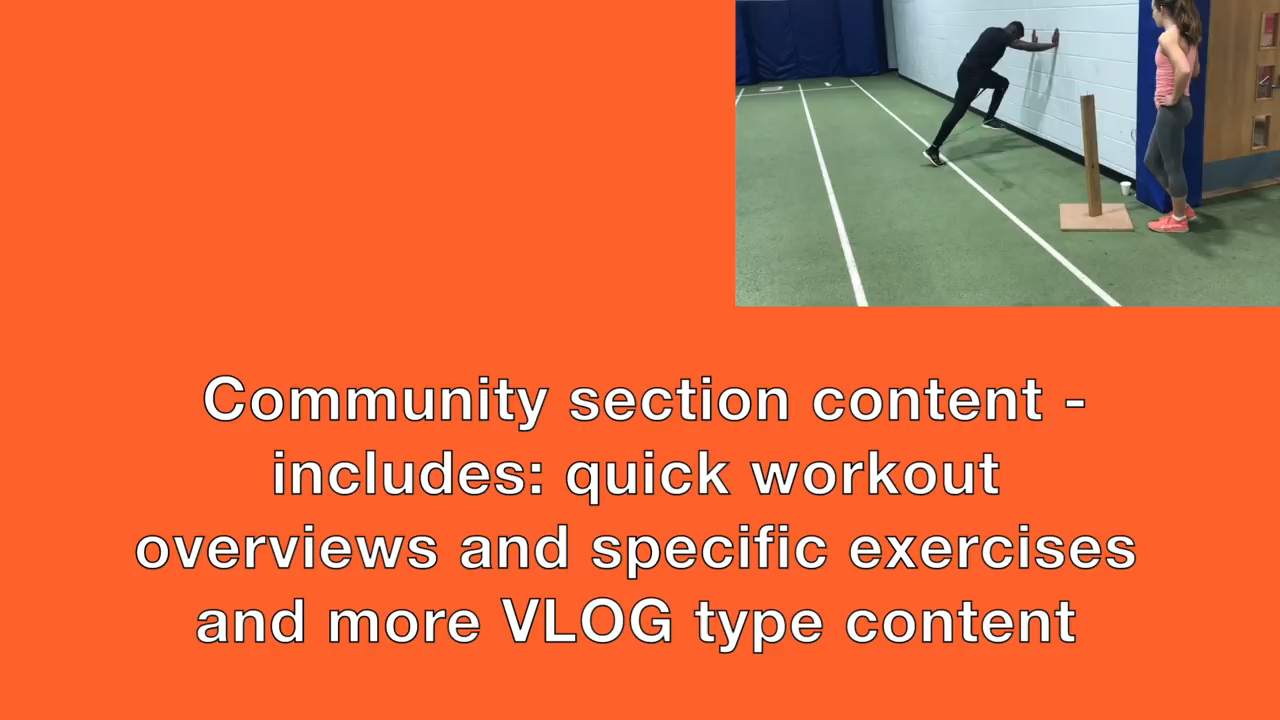 Community section content -
includes: quick workout
overviews and specific exercises
and more VLOG type content